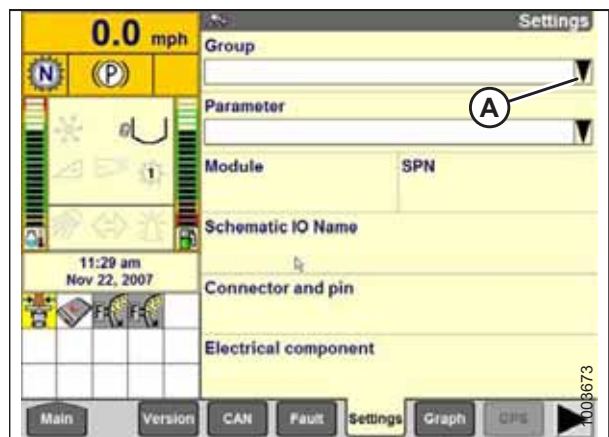 0.0 mph
N
P
1
11:29 am
Nov 22, 2007
F=
F=
Settings
Group
A
Parameter
Module
SPN
Schematic IO Name
Connector and pin
Electrical component
Main
Version
CAN
Fault
Settings
Graph
GPS
1003673